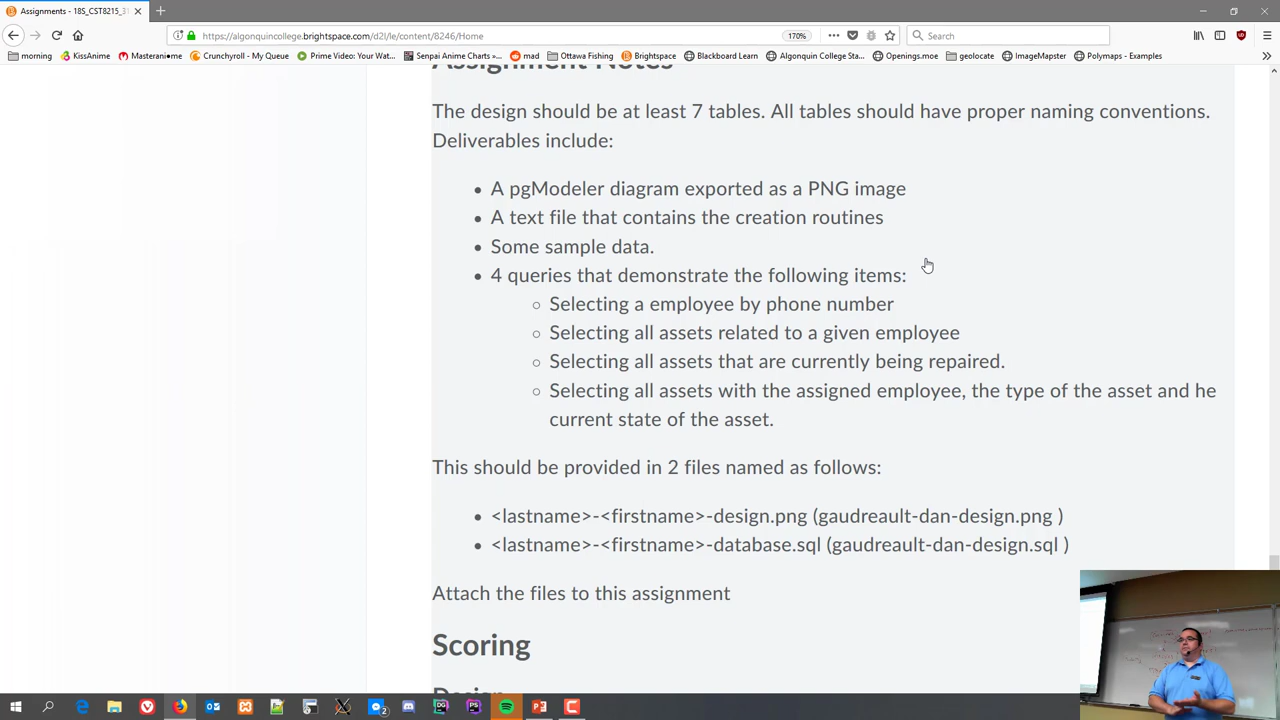 Assignments - 18S_CST8215_31
https://algonquincollege.brightspace.com/d2l/le/content/8246/Home
170%
Search
morning
KissAnime
Masterani●me
Crunchyroll - My Queue
Prime Video: Your Wat...
Senpai Anime Charts »...
mad
Ottawa Fishing
Brightspace
Blackboard Learn
Algonquin College Sta...
Openings.moe
geolocate
ImageMapster
Polymaps - Examples
Assignment Notes
The design should be at least 7 tables. All tables should have proper naming conventions.
Deliverables include:
• A pgModeler diagram exported as a PNG image
• A text file that contains the creation routines
• Some sample data.
• 4 queries that demonstrate the following items:
○ Selecting a employee by phone number
○ Selecting all assets related to a given employee
○ Selecting all assets that are currently being repaired.
○ Selecting all assets with the assigned employee, the type of the asset and he
current state of the asset.
This should be provided in 2 files named as follows:
• <lastname>-<firstname>-design.png (gaudreault-dan-design.png )
• <lastname>-<firstname>-database.sql (gaudreault-dan-design.sql )
Attach the files to this assignment
Scoring
Design